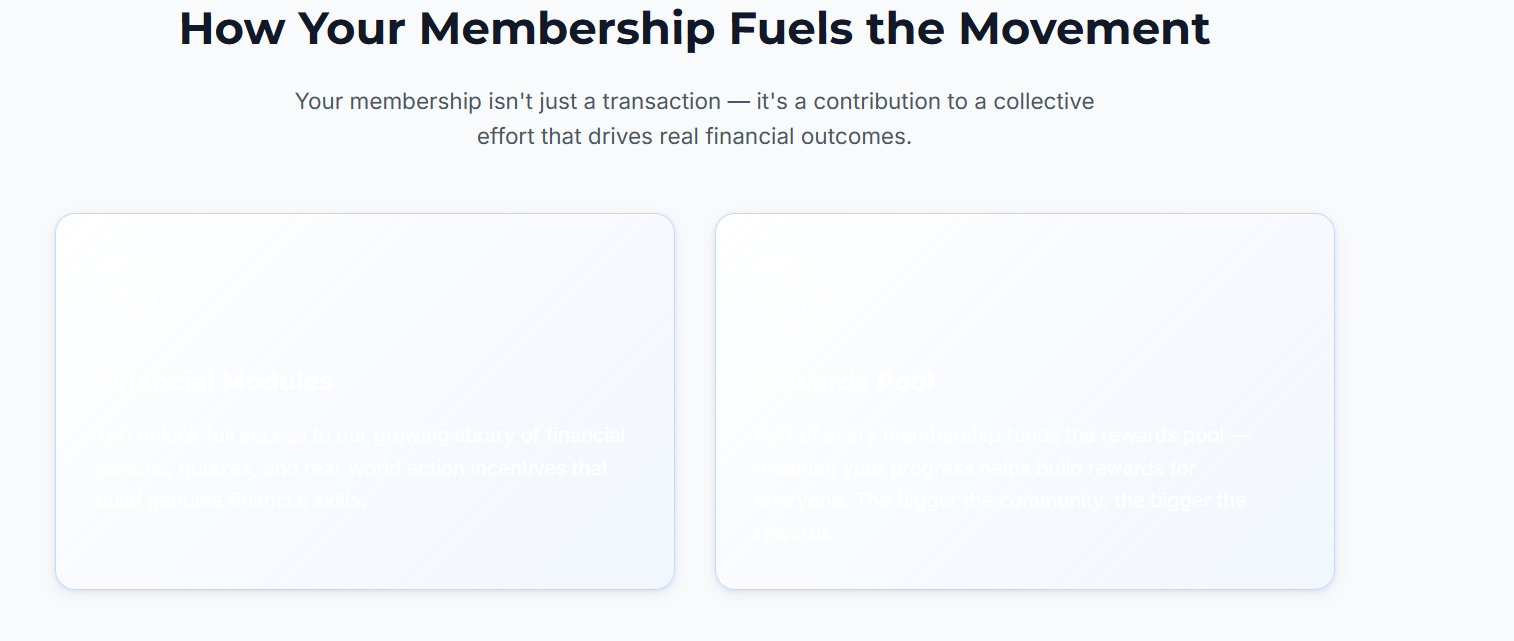 How Your Membership Fuels the Movement
Your membership isn't just a transaction — it's a contribution to a collective
effort that drives real financial outcomes.
Financial Modules
You unlock full access to our growing library of financial
lessons, quizzes, and real-world action incentives that
build genuine financial skills.
Rewards Pool
Part of every membership funds the rewards pool —
meaning your progress helps build rewards for
everyone. The bigger the community, the bigger the
rewards.